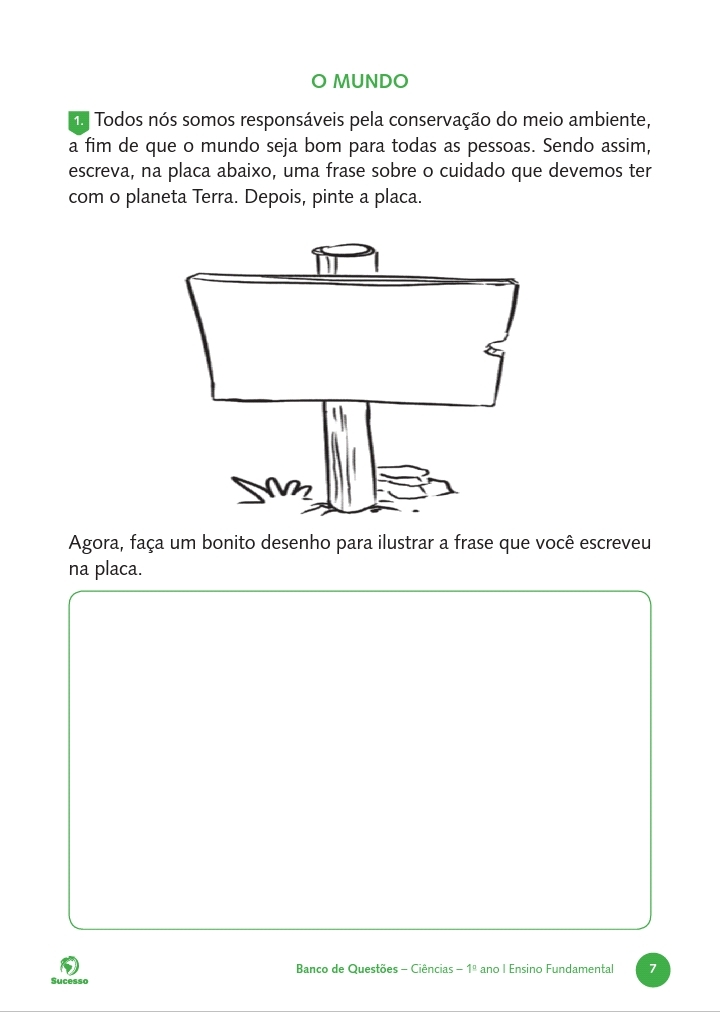 O MUNDO
1. Todos nós somos responsáveis pela conservação do meio ambiente,
a fim de que o mundo seja bom para todas as pessoas. Sendo assim,
escreva, na placa abaixo, uma frase sobre o cuidado que devemos ter
com o planeta Terra. Depois, pinte a placa.
Agora, faça um bonito desenho para ilustrar a frase que você escreveu
na placa.
Sucesso
Banco de Questões – Ciências – 1º ano I Ensino Fundamental
7